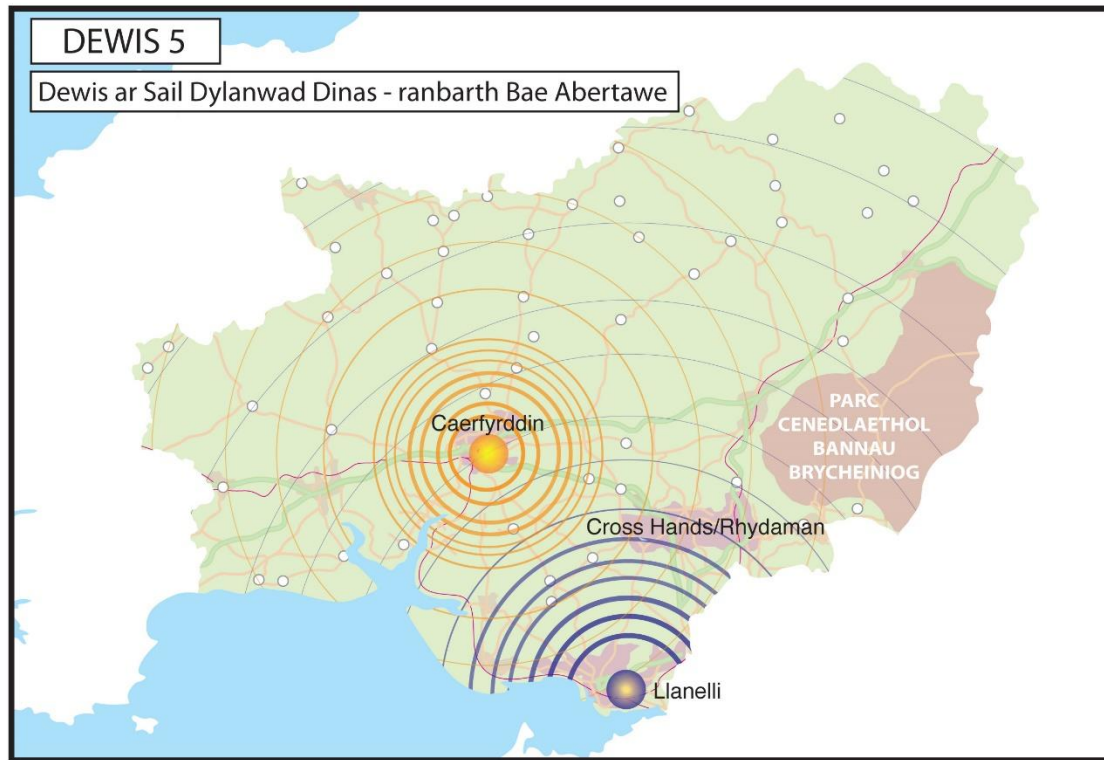 DEWIS 5
Dewis ar Sail Dylanwad Dinas - ranbarth Bae Abertawe
Caerfyrddin
PARC
CENEDLAETHOL
BANNAU
BRYCHEINIOG
Cross Hands/Rhydaman
Llanelli